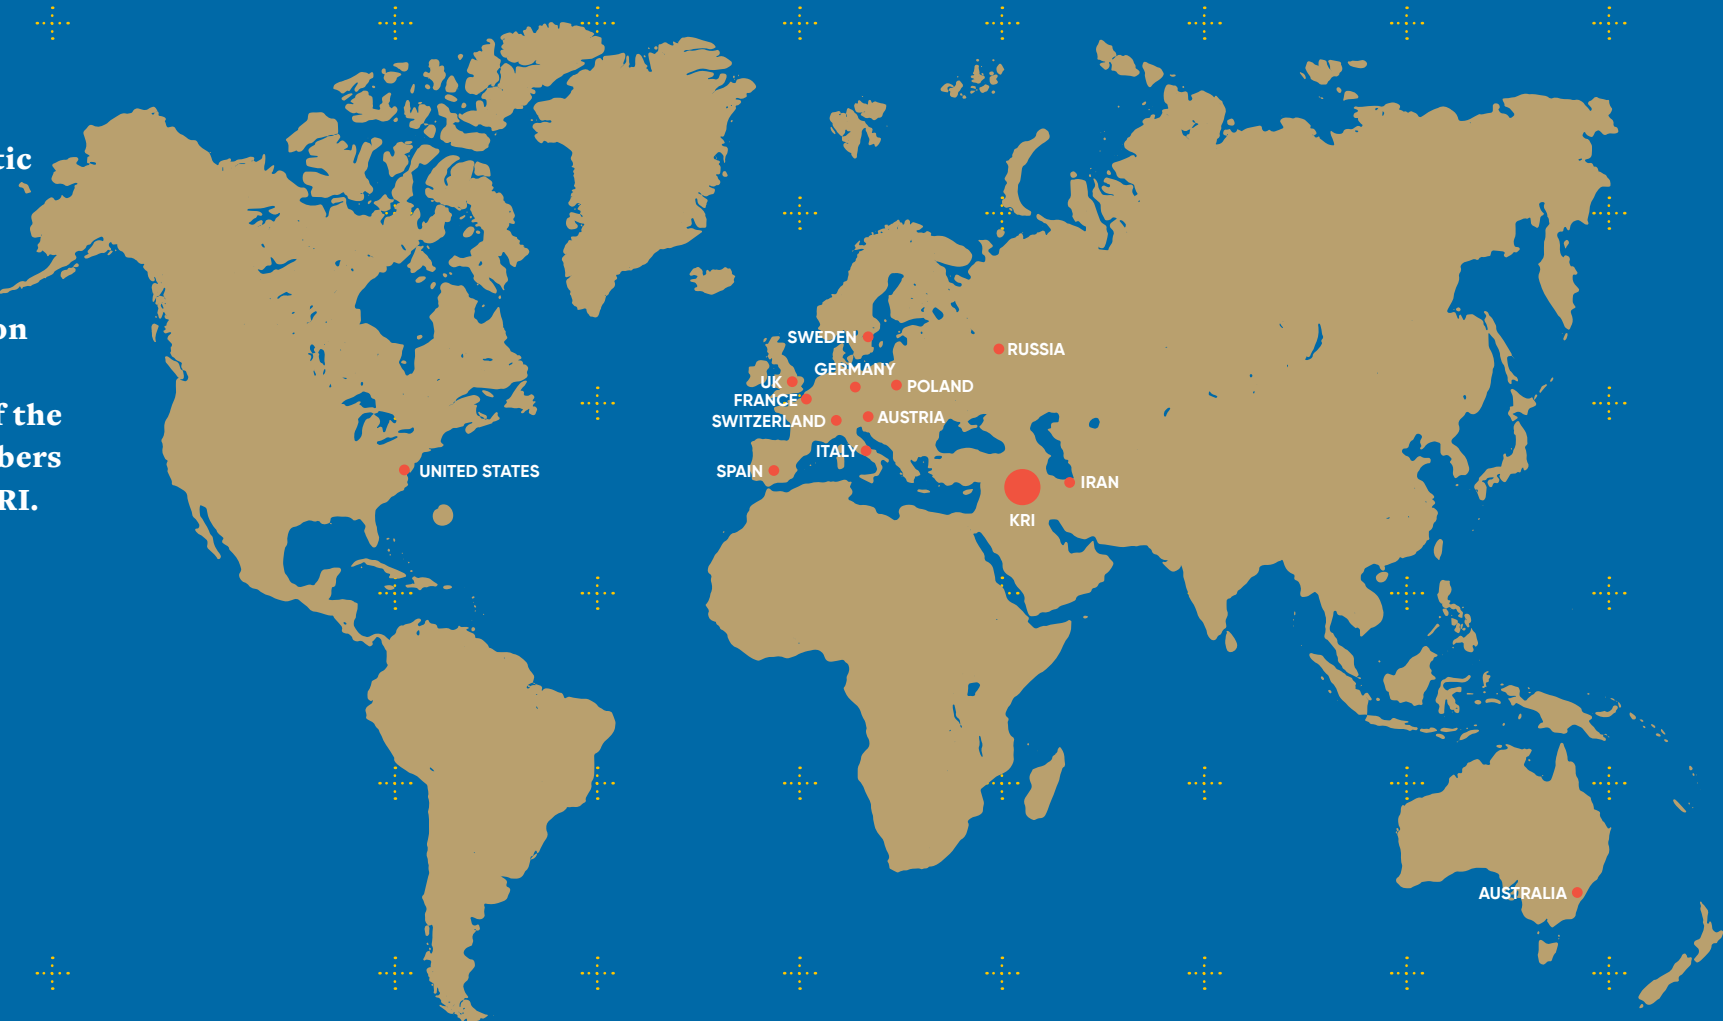 tic
on
f the
bers
RI.
SWEDEN
RUSSIA
GERMANY
UK
POLAND
FRANCE
SWITZERLAND
AUSTRIA
ITALY
SPAIN
UNITED STATES
IRAN
KRI
AUSTRALIA